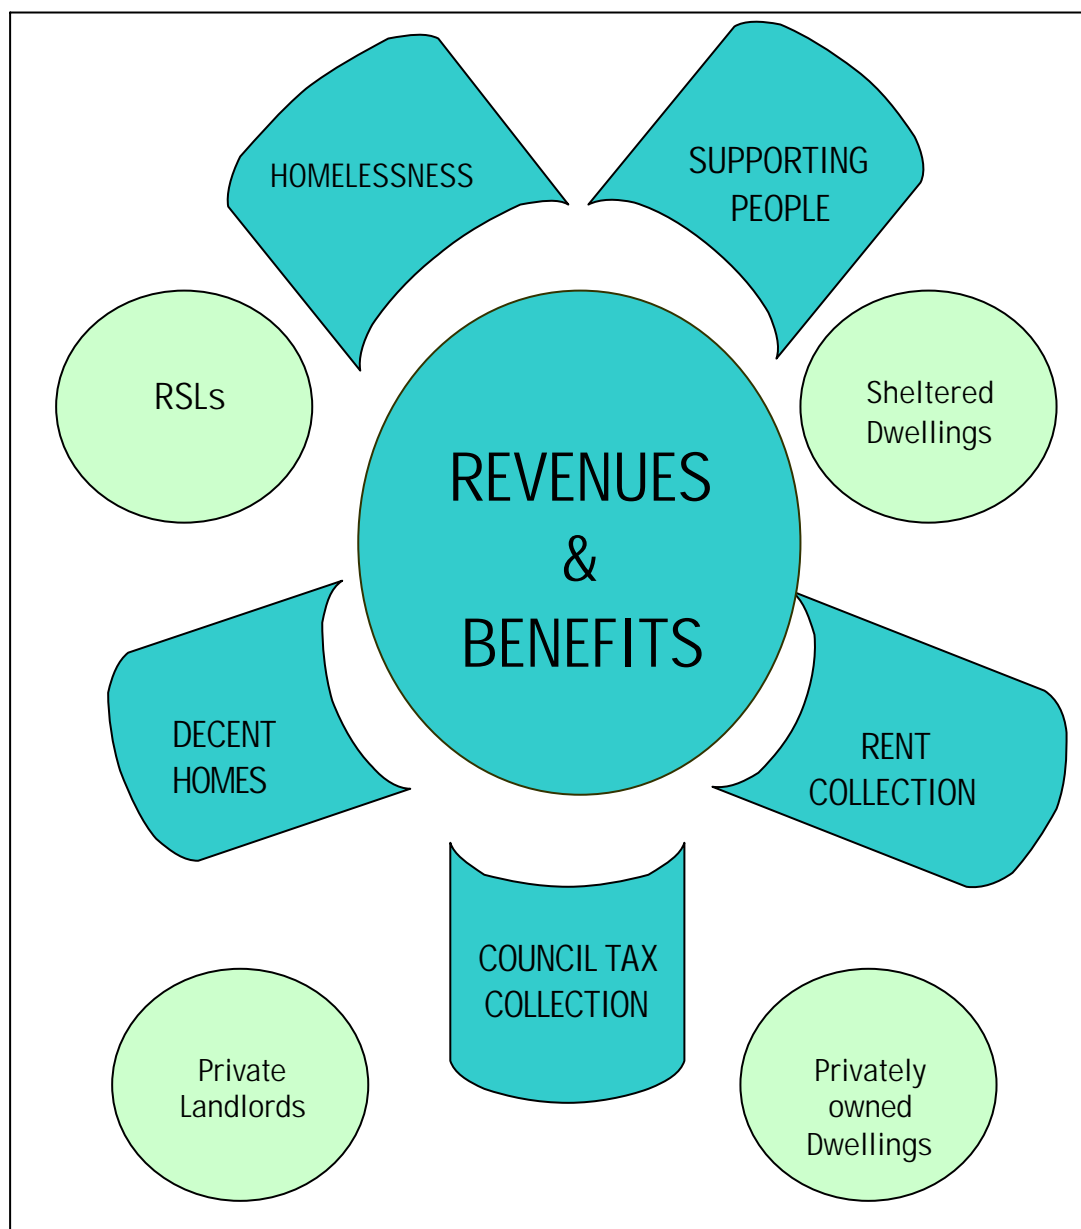 HOMELESSNESS
SUPPORTING
PEOPLE
RSLs
Sheltered
Dwellings
REVENUES
&
BENEFITS
DECENT
HOMES
RENT
COLLECTION
COUNCIL TAX
COLLECTION
Private
Landlords
Privately
owned
Dwellings